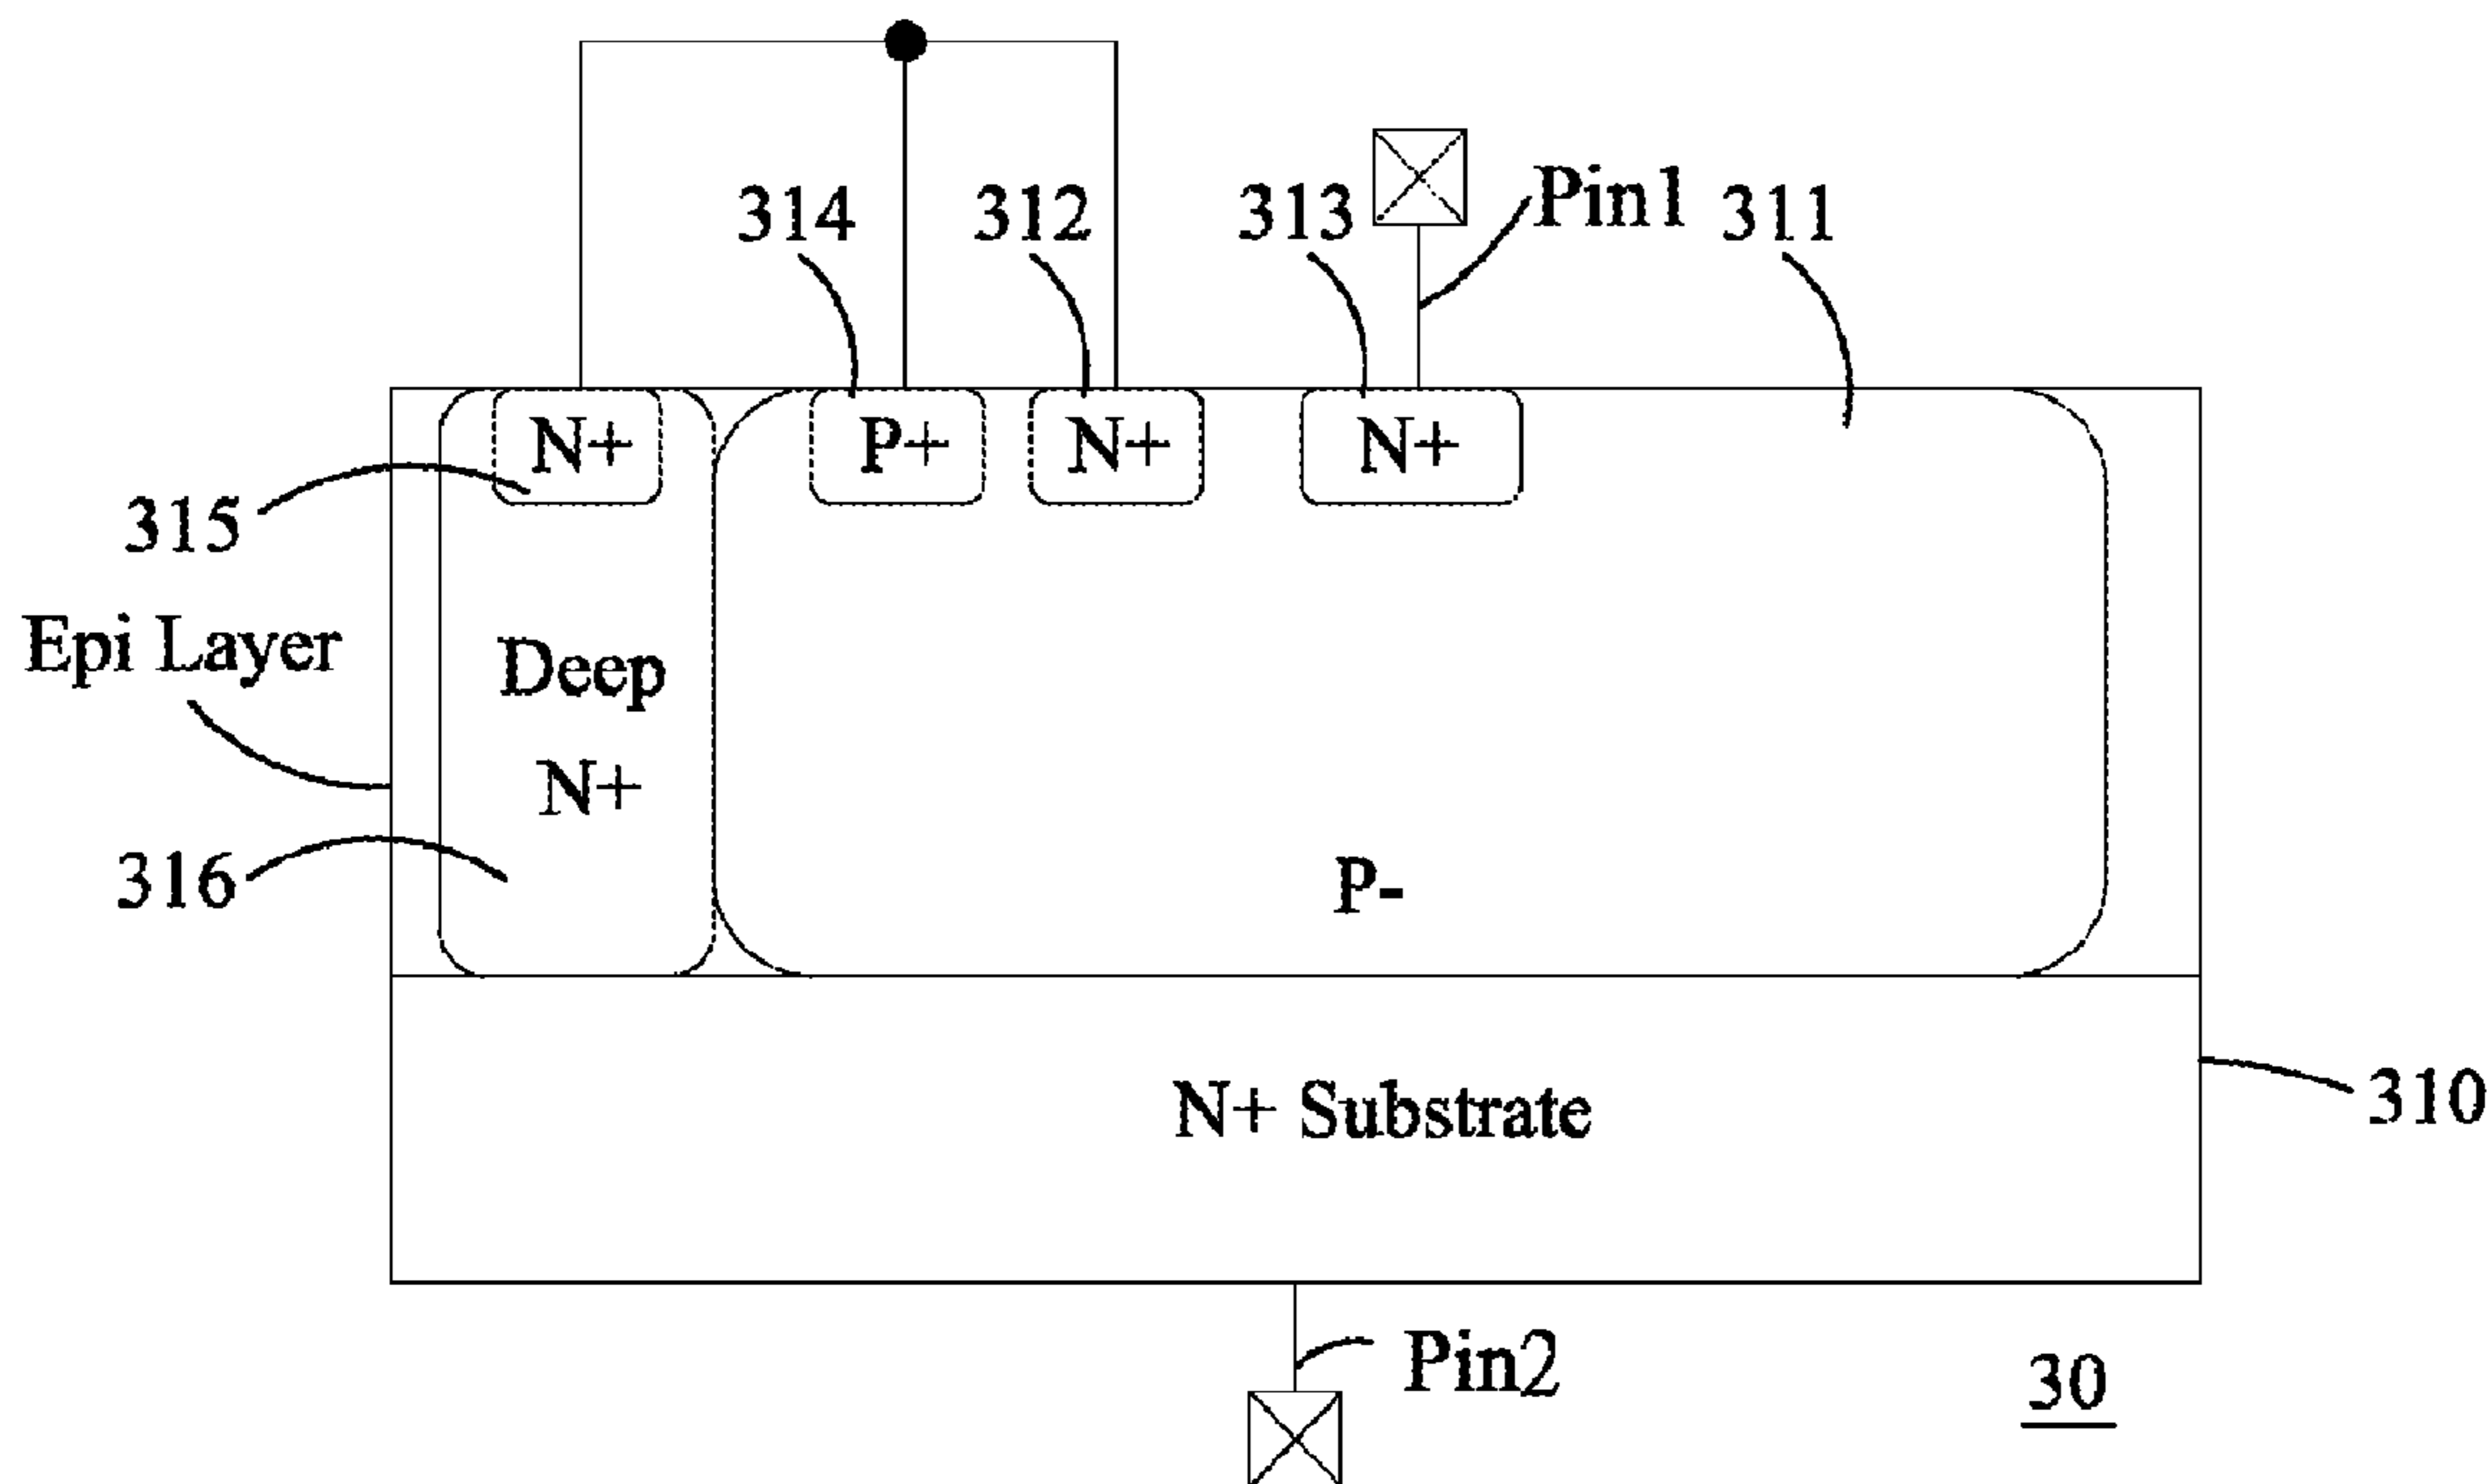 314
312
313
Pin1
311
N+
P+
N+
N+
315
Epi Layer
Deep
N+
316
P-
N+ Substrate
310
Pin2
30